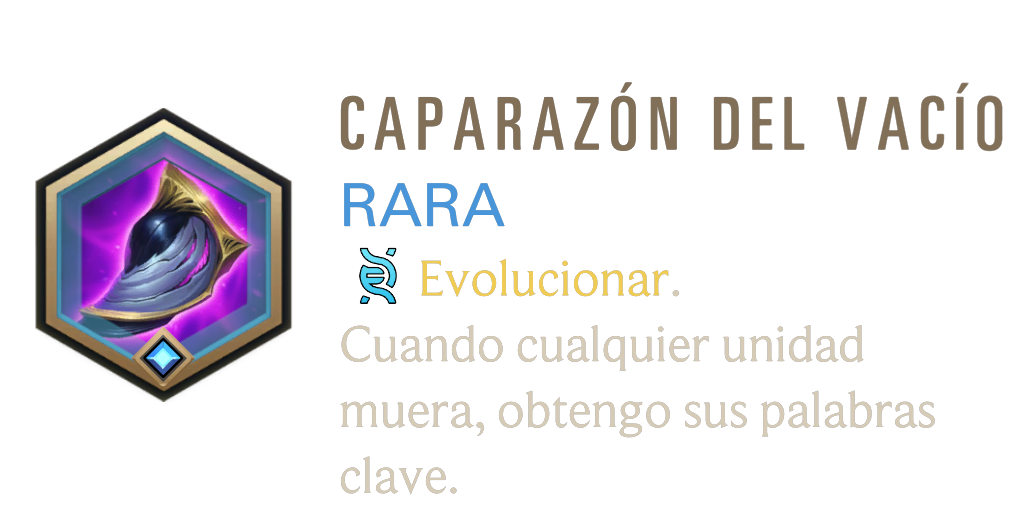 CAPARAZÓN DEL VACÍO
RARA
Evolucionar.
Cuando cualquier unidad
muera, obtengo sus palabras
clave.